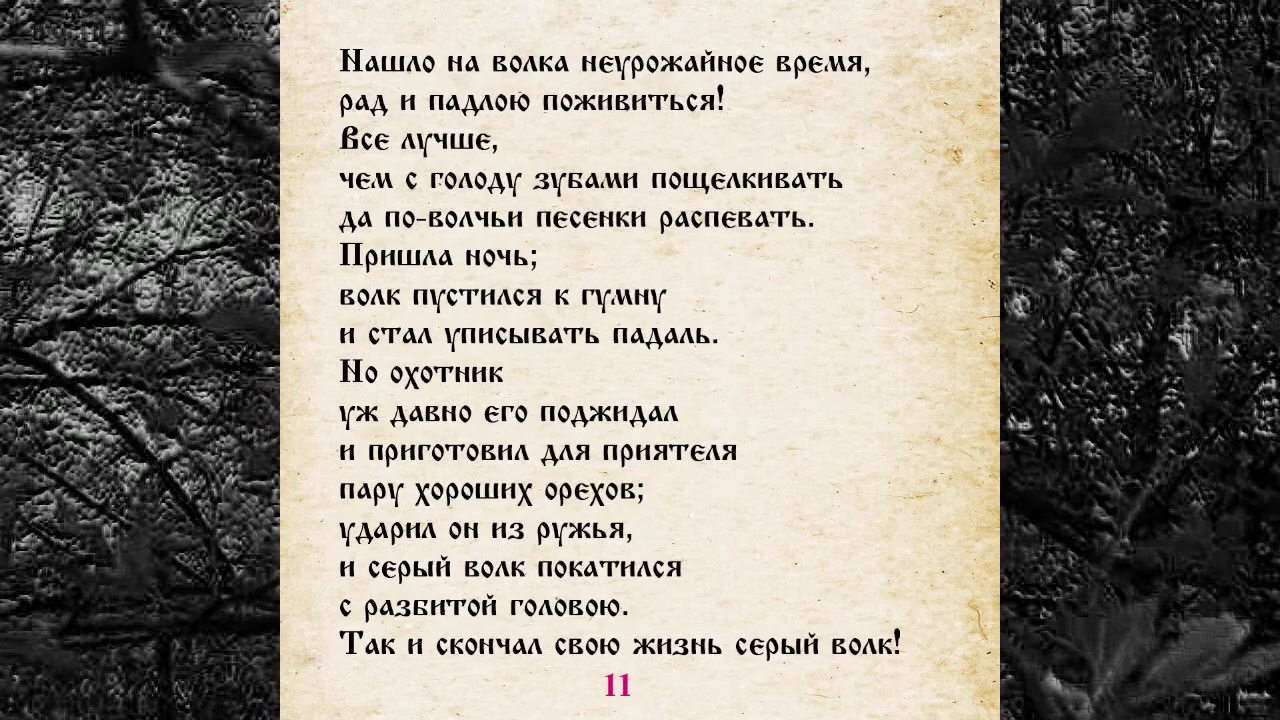 Нашло на волка неурожайное время,
рад и падлою поживиться!
Все лучше,
чем с голоду зубами пощелкивать
да по-волчьи песенки распевать.
Пришла ночь;
волк пустился к гумну
и стал уписывать падаль.
Но охотник
уж давно его поджидал
и приготовил для приятеля
пару хороших орехов;
ударил он из ружья,
и серый волк покатился
с разбитой головою.
Так и скончал свою жизнь серый волк!
11